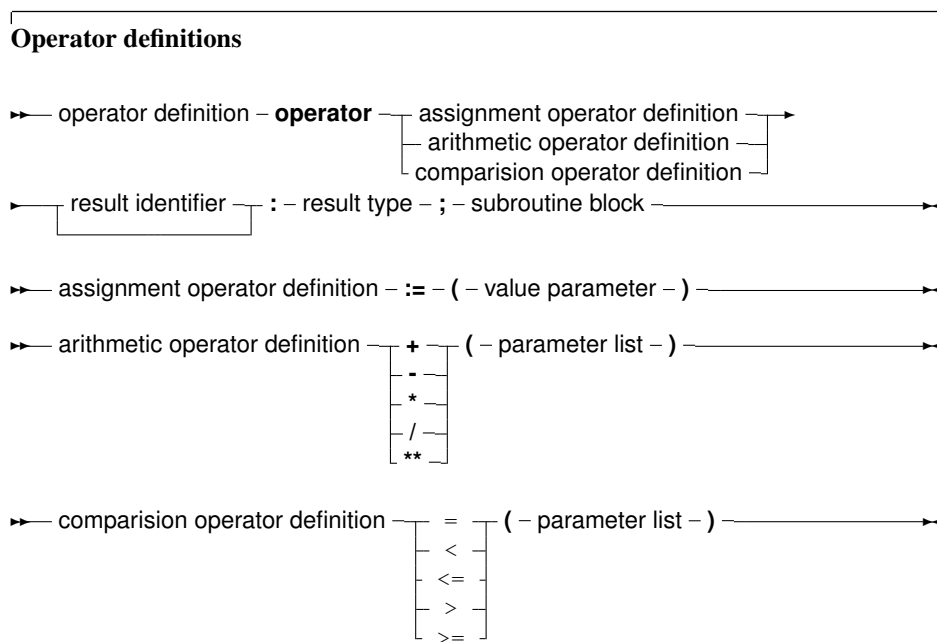 Operator definitions
operator definition operator assignment operator definition
arithmetic operator definition
comparision operator definition
result identifier : result type ; subroutine block
assignment operator definition := ( value parameter )
arithmetic operator definition + ( parameter list )
-
*
/
**
comparision operator definition = ( parameter list )
<
<=
>
>=